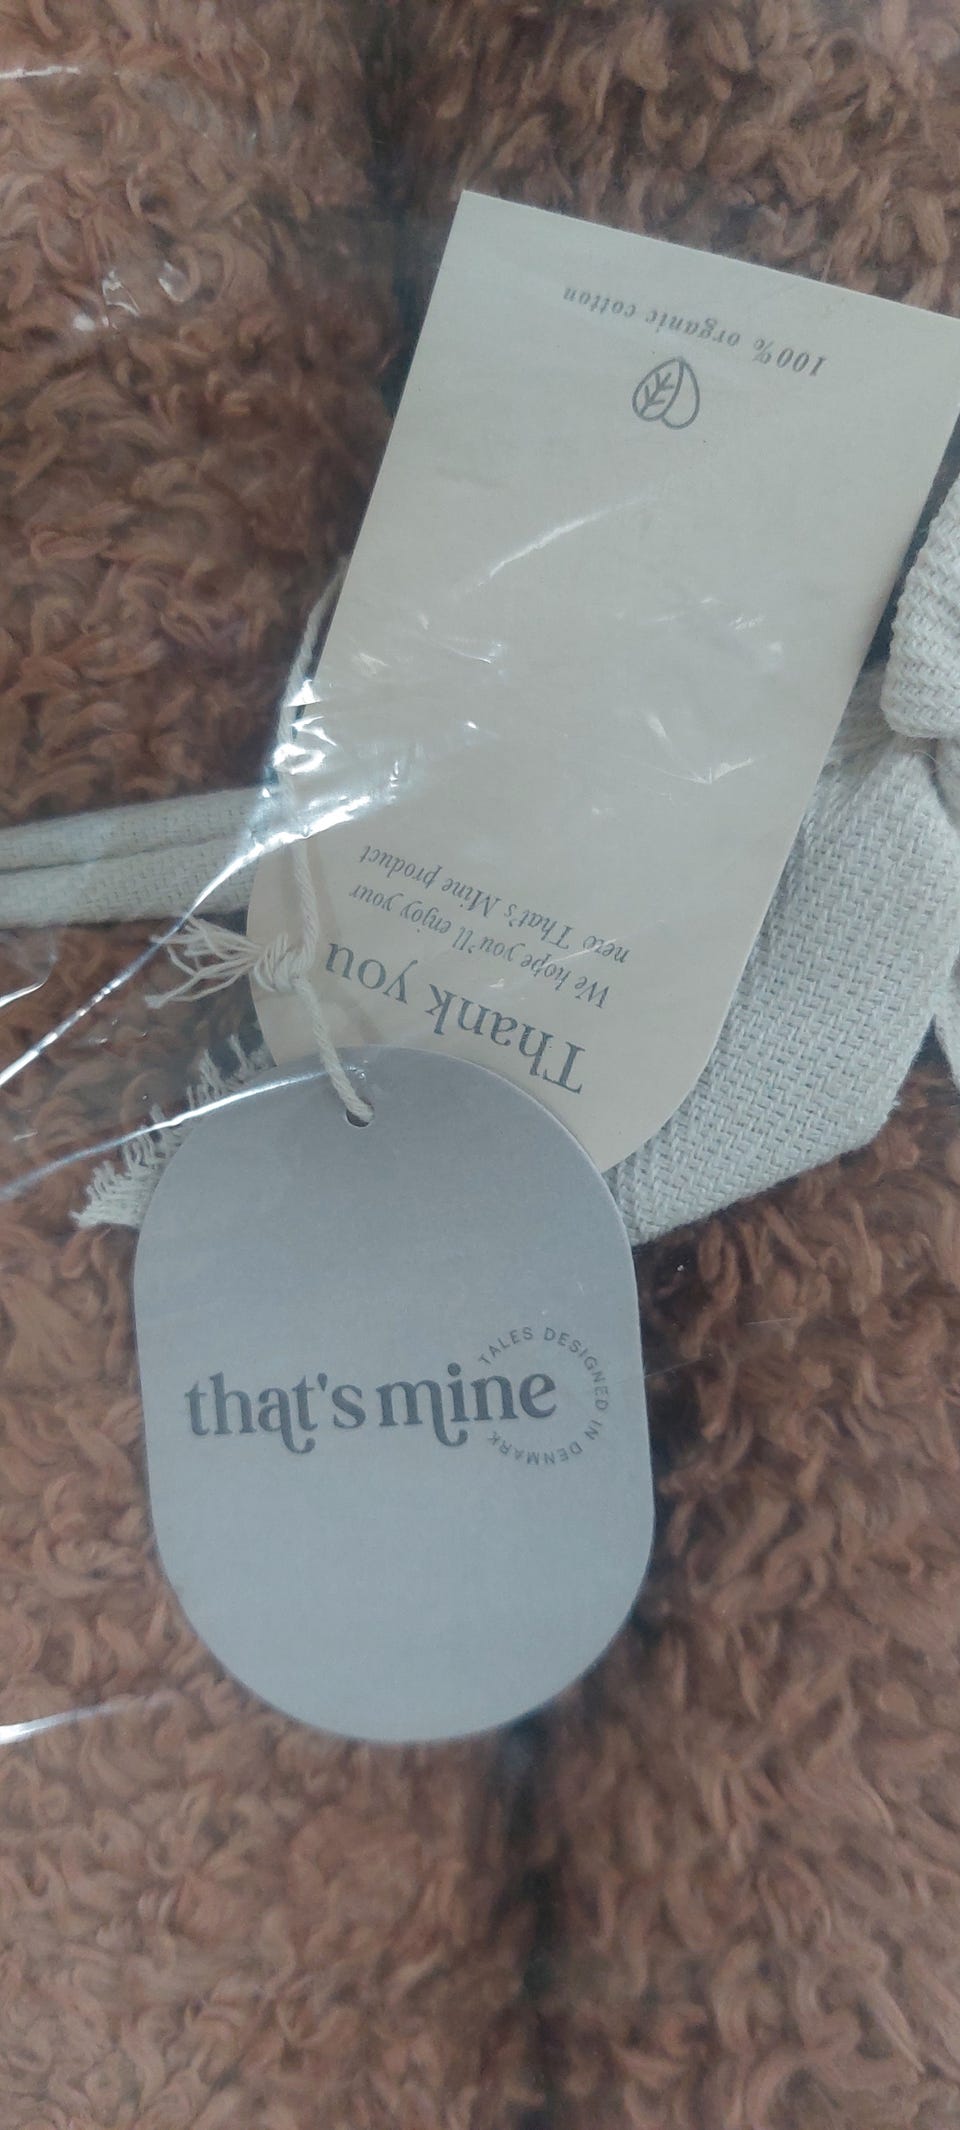 Thank you
We hope you'll enjoy your
new That's Mine product
100% organic cotton
that's mine
TALES DESIGNED IN DENMARK